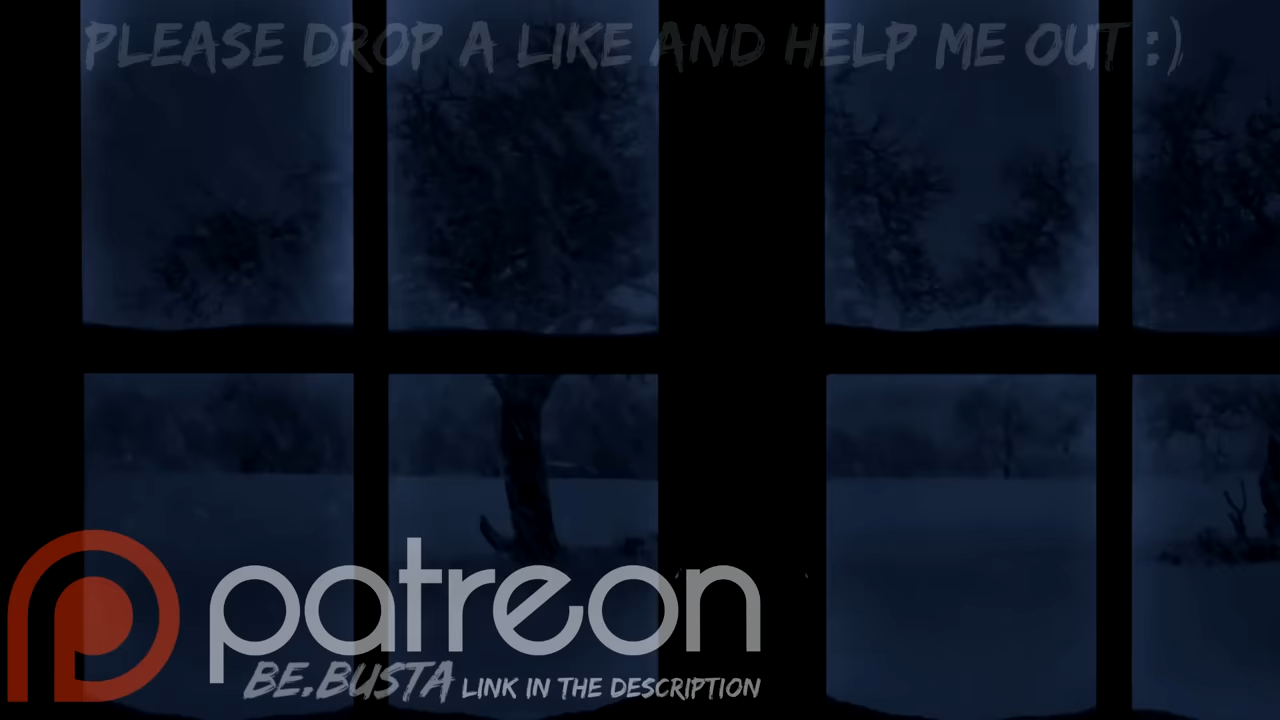 PLEASE DROP A LIKE AND HELP ME OUT :)
patreon
BE.BUSTA LINK IN THE DESCRIPTION